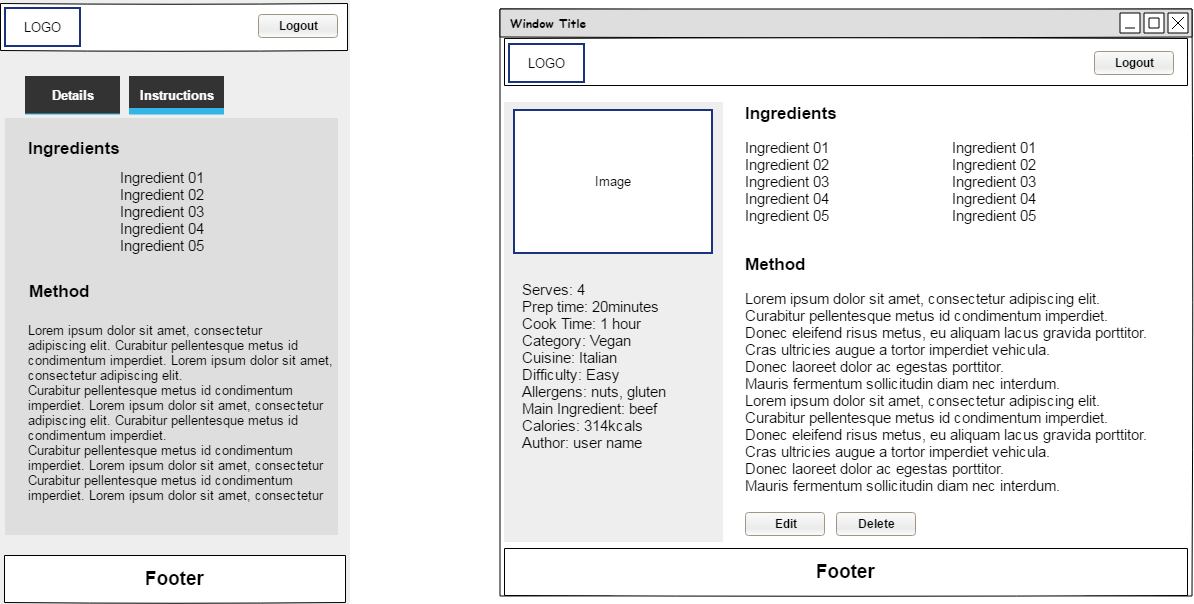 LOGO
Logout
Details
Instructions
Ingredients
Ingredient 01
Ingredient 02
Ingredient 03
Ingredient 04
Ingredient 05
Method
Lorem ipsum dolor sit amet, consectetur
adipiscing elit. Curabitur pellentesque metus id
condimentum imperdiet. Lorem ipsum dolor sit amet,
consectetur adipiscing elit.
Curabitur pellentesque metus id condimentum
imperdiet. Lorem ipsum dolor sit amet, consectetur
adipiscing elit. Curabitur pellentesque metus id
condimentum imperdiet.
Curabitur pellentesque metus id condimentum
imperdiet. Lorem ipsum dolor sit amet, consectetur
Curabitur pellentesque metus id condimentum
imperdiet. Lorem ipsum dolor sit amet, consectetur
Footer
Window Title
LOGO
Logout
Image
Serves: 4
Prep time: 20minutes
Cook Time: 1 hour
Category: Vegan
Cuisine: Italian
Difficulty: Easy
Allergens: nuts, gluten
Main Ingredient: beef
Calories: 314kcals
Author: user name
Ingredients
Ingredient 01
Ingredient 02
Ingredient 03
Ingredient 04
Ingredient 05
Ingredient 01
Ingredient 02
Ingredient 03
Ingredient 04
Ingredient 05
Method
Lorem ipsum dolor sit amet, consectetur adipiscing elit.
Curabitur pellentesque metus id condimentum imperdiet.
Donec eleifend risus metus, eu aliquam lacus gravida porttitor.
Cras ultricies augue a tortor imperdiet vehicula.
Donec laoreet dolor ac egestas porttitor.
Mauris fermentum sollicitudin diam nec interdum.
Lorem ipsum dolor sit amet, consectetur adipiscing elit.
Curabitur pellentesque metus id condimentum imperdiet.
Donec eleifend risus metus, eu aliquam lacus gravida porttitor.
Cras ultricies augue a tortor imperdiet vehicula.
Donec laoreet dolor ac egestas porttitor.
Mauris fermentum sollicitudin diam nec interdum.
Edit
Delete
Footer